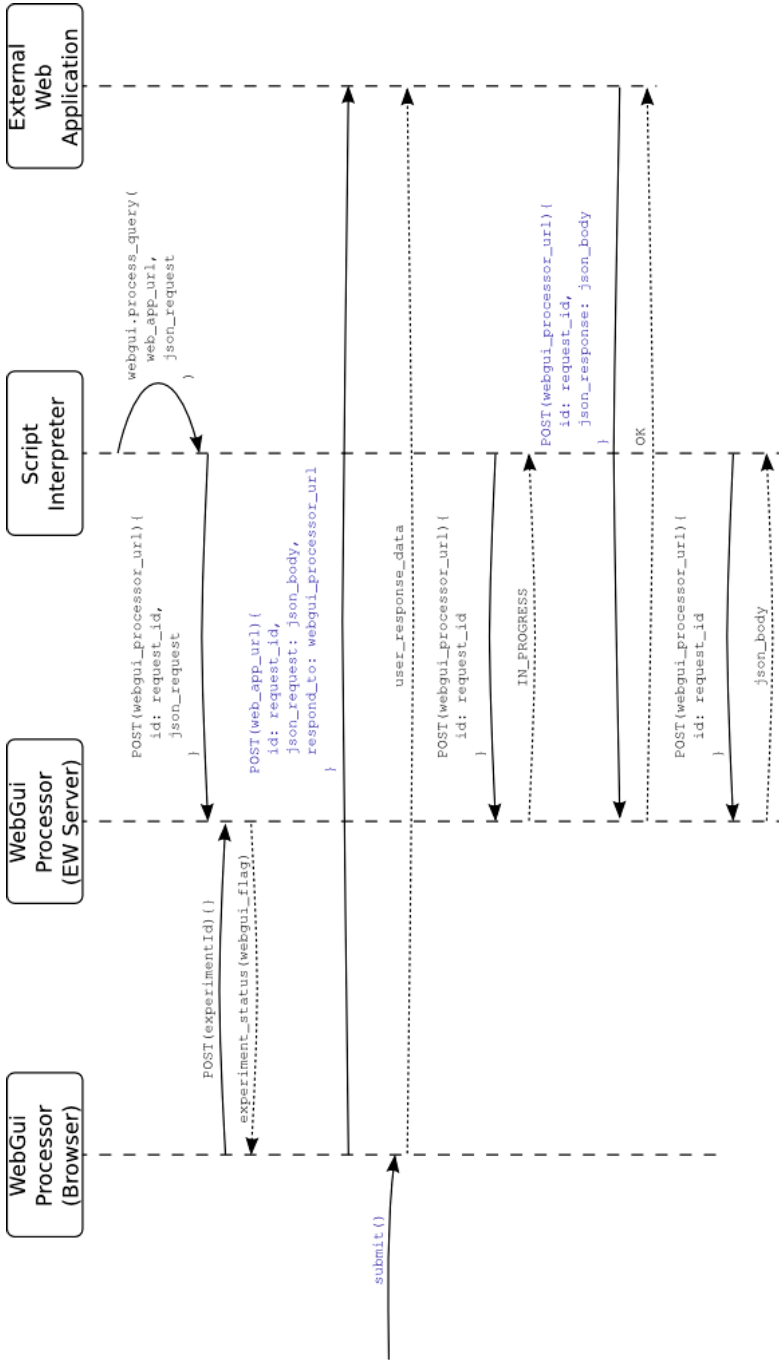 WebGui
Processor
(Browser)
WebGui
Processor
(EW Server)
Script
Interpreter
External
Web
Application
webgui.process_query(
web_app_url,
json_request
)
POST(webgui_processor_url){
id: request_id,
json_request
}
POST(experimentId){}
experiment_status(webgui_flag)
POST(web_app_url){
id: request_id,
json_request: json_body,
respond_to: webgui_processor_url
}
submit()
user_response_data
POST(webgui_processor_url){
id: request_id
}
IN_PROGRESS
POST(webgui_processor_url){
id: request_id,
json_response: json_body
}
OK
POST(webgui_processor_url){
id: request_id
}
json_body